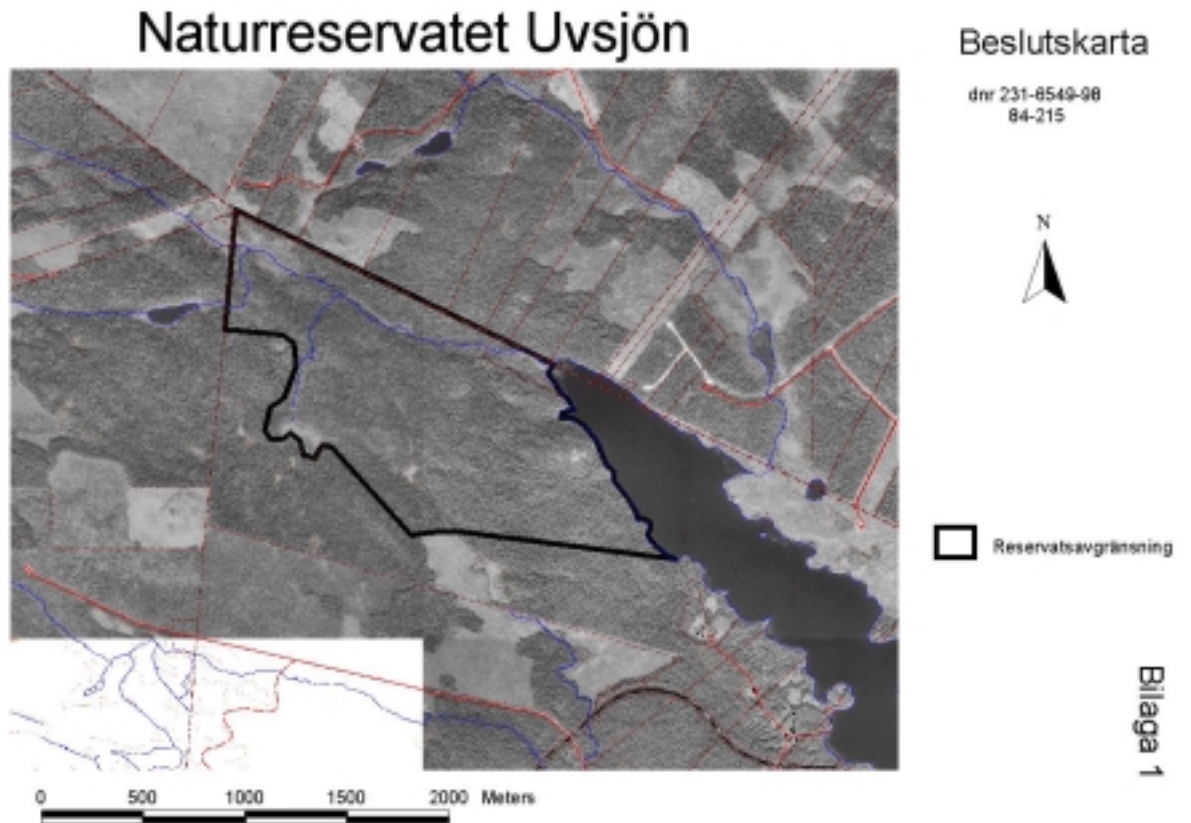 Naturreservatet Uvsjön
Beslutskarta
dnr 231-6549-98
84-215
N
Reservatsavgränsning
Bilaga 1
0 500 1000 1500 2000 Meters